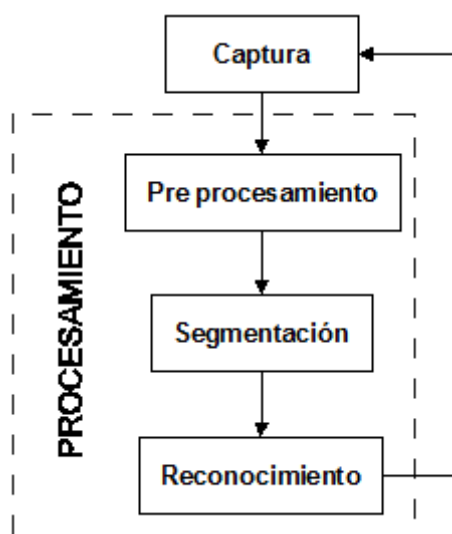 Captura
PROCESAMIENTO
Pre procesamiento
Segmentación
Reconocimiento